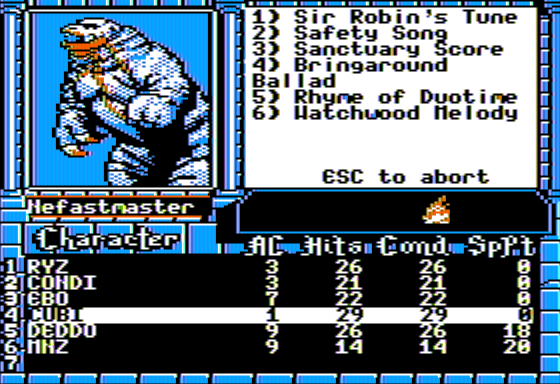 1) Sir Robin's Tune
2) Safety Song
3) Sanctuary Score
4) Bringaround
Ballad
5) Rhyme of Duotime
6) Watchwood Melody
ESC to abort
Nefastmaster
Character AC Hits Cond SpPt
1 RYZ 3 26 26 0
2 CONDI 3 21 21 0
3 EBO 7 22 22 0
4 CUBI 1 29 29 0
5 DEDDO 9 26 26 18
6 MNZ 9 14 14 20
7